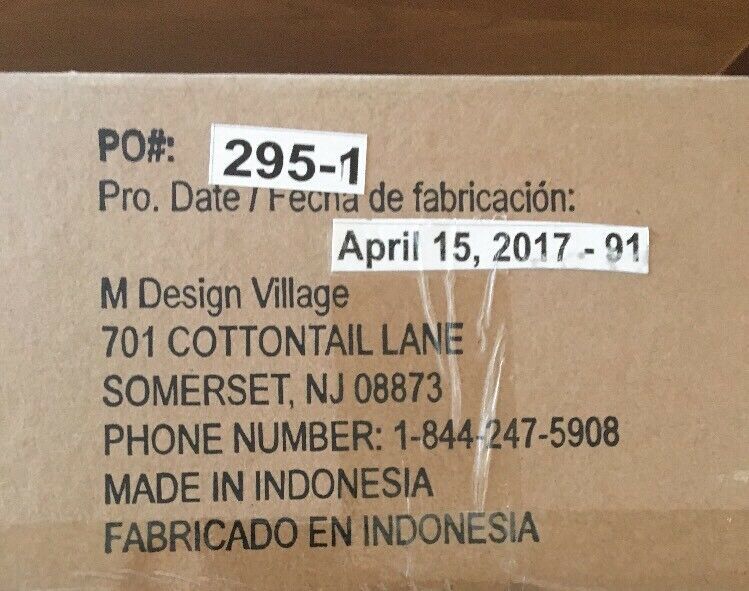 PO#: 295-1
Pro. Date / Fecha de fabricación:
April 15, 2017 - 91
M Design Village
701 COTTONTAIL LANE
SOMERSET, NJ 08873
PHONE NUMBER: 1-844-247-5908
MADE IN INDONESIA
FABRICADO EN INDONESIA